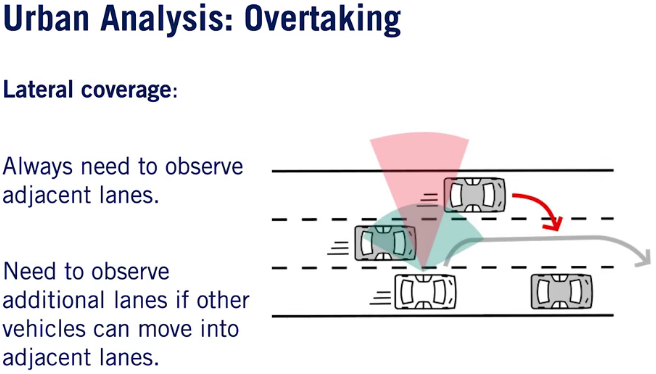 Urban Analysis: Overtaking
Lateral coverage:
Always need to observe
adjacent lanes.
Need to observe
additional lanes if other
vehicles can move into
adjacent lanes.